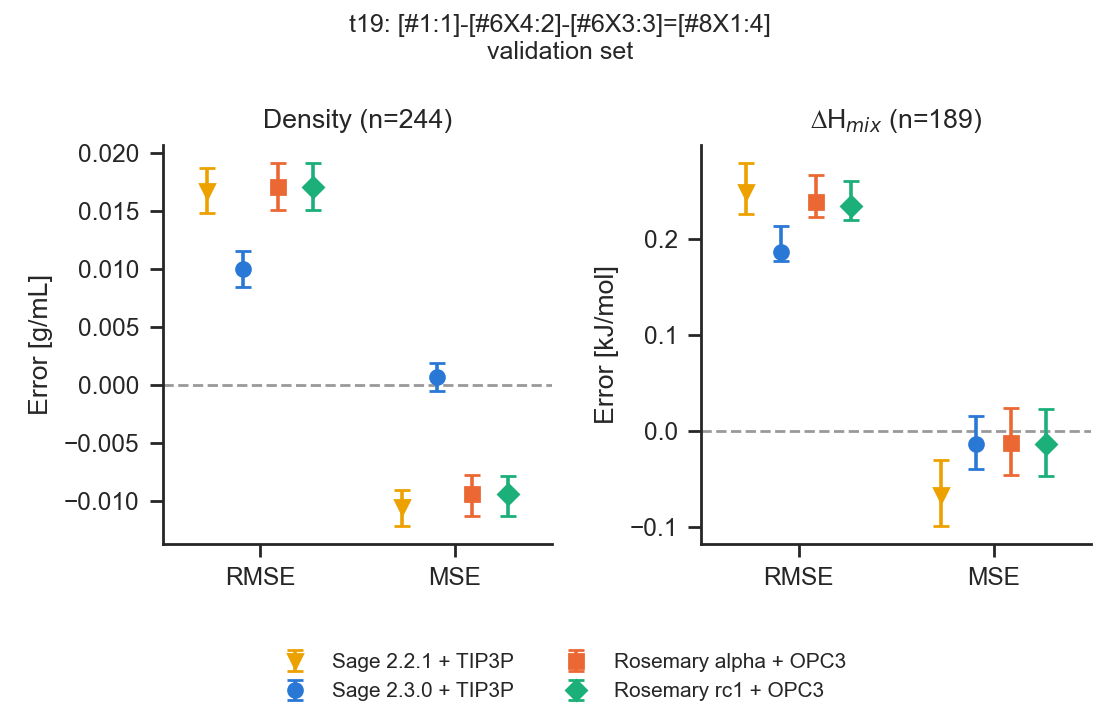 t19: [#1:1]-[#6X4:2]-[#6X3:3]=[#8X1:4]
validation set
Density (n=244)
0.020
0.015
0.010
0.005
0.000
−0.005
−0.010
Error [g/mL]
RMSE
MSE
ΔHmix (n=189)
0.2
0.1
0.0
−0.1
Error [kJ/mol]
RMSE
MSE
Sage 2.2.1 + TIP3P
Sage 2.3.0 + TIP3P
Rosemary alpha + OPC3
Rosemary rc1 + OPC3